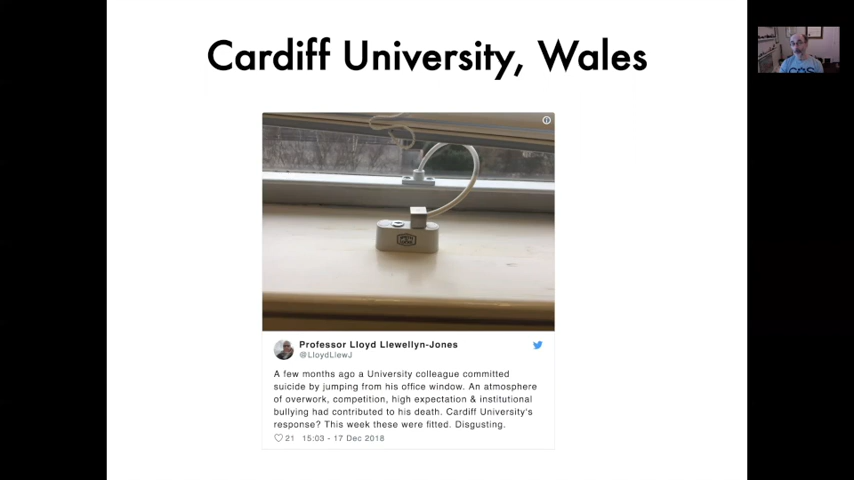 Cardiff University, Wales
Professor Lloyd Llewellyn-Jones
@LloydLlewJ
A few months ago a University colleague committed
suicide by jumping from his office window. An atmosphere
of overwork, competition, high expectation & institutional
bullying had contributed to his death. Cardiff University's
response? This week these were fitted. Disgusting.
21 15:03 - 17 Dec 2018